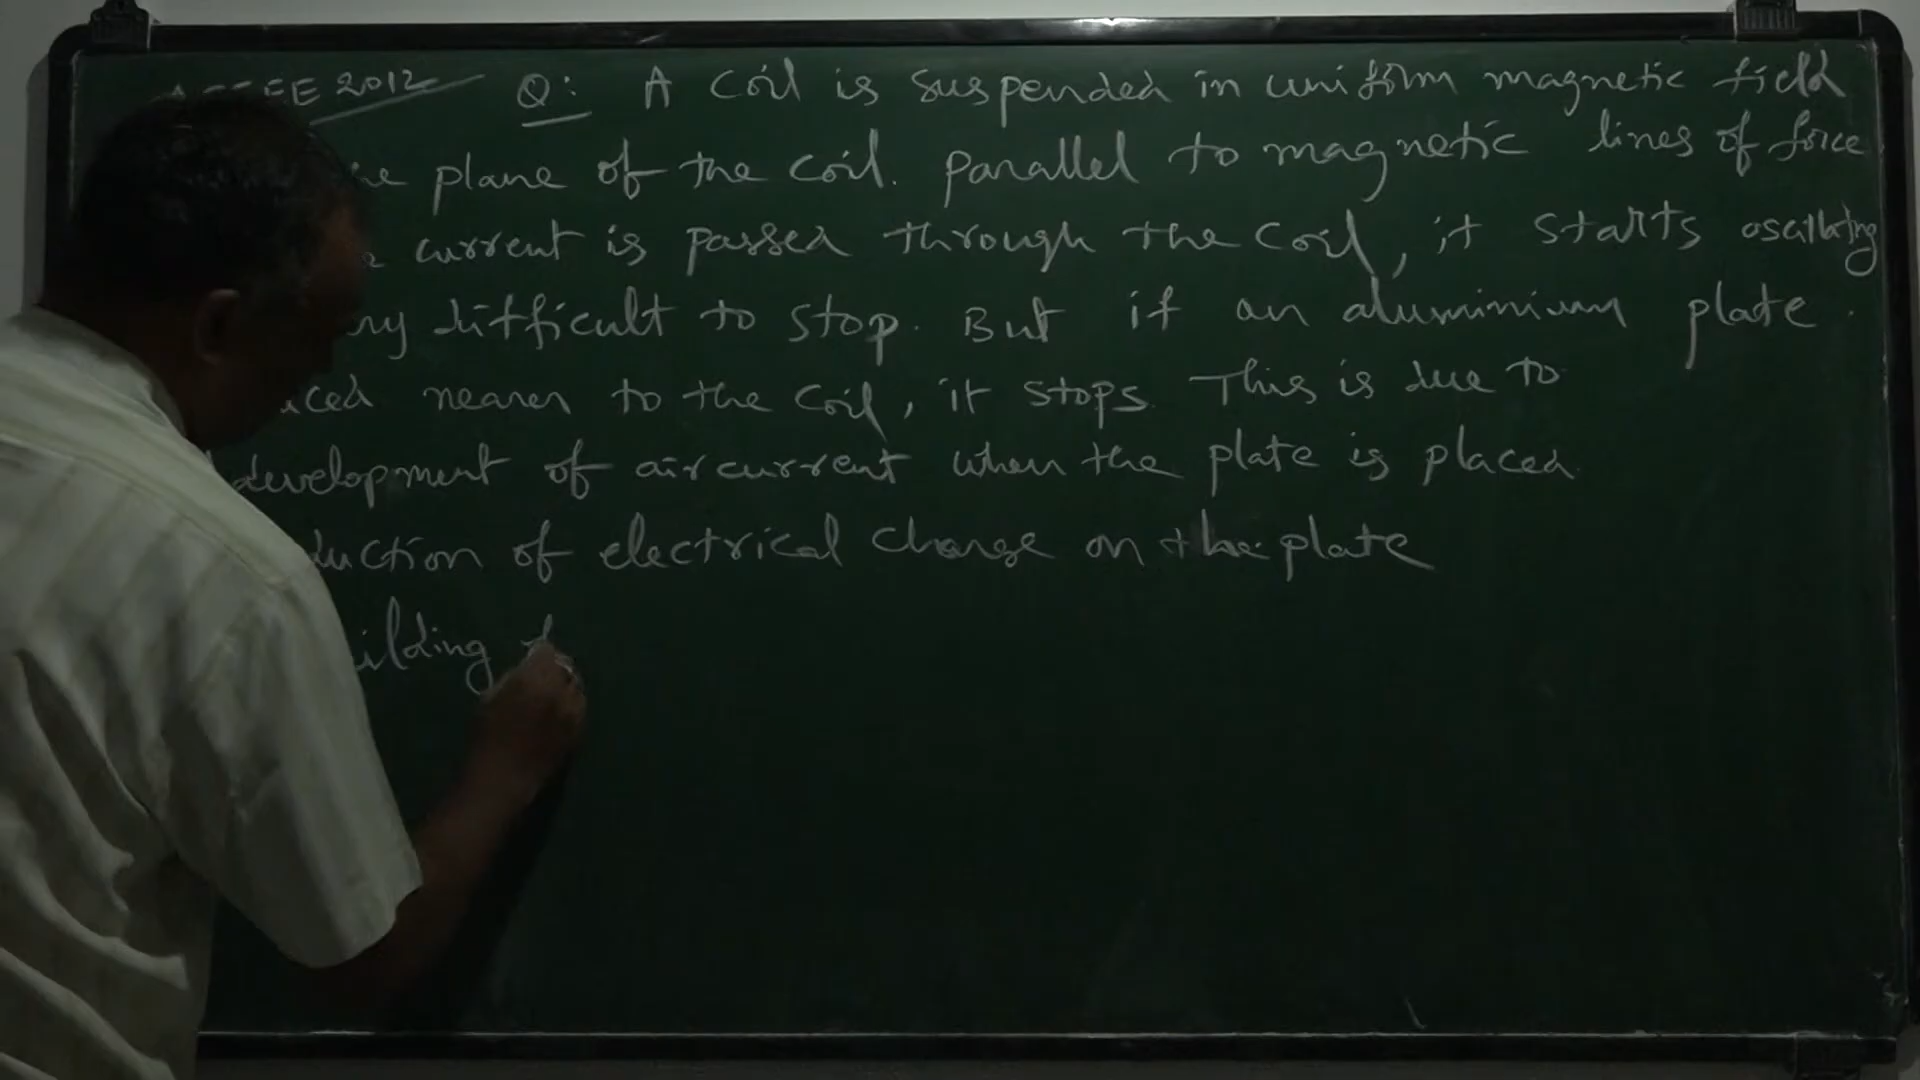 2012 Q: A coil is suspended in uniform magnetic field
plane of the coil. parallel to magnetic lines of force
current is passed through the coil, it starts oscillating
difficult to stop. But if an aluminium plate.
nearer to the coil, it stops. This is due to
development of air current when the plate is placed
of electrical charge on the plate